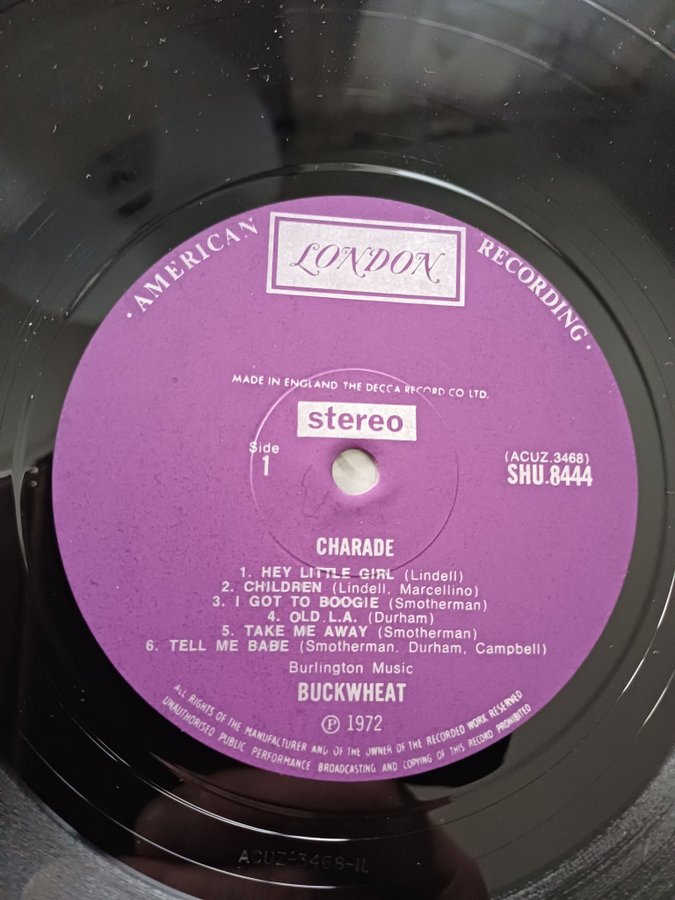 · AMERICAN
LONDON
RECORDING ·
MADE IN ENGLAND THE DECCA RECORD CO LTD.
stereo
Side
1
(ACUZ.3468)
SHU.8444
CHARADE
1. HEY LITTLE GIRL (Lindell)
2. CHILDREN (Lindell, Marcellino)
3. I GOT TO BOOGIE (Smotherman)
4. OLD L.A. (Durham)
5. TAKE ME AWAY (Smotherman)
6. TELL ME BABE (Smotherman, Durham, Campbell)
Burlington Music
BUCKWHEAT
℗ 1972
ALL RIGHTS OF THE MANUFACTURER AND OF THE OWNER OF THE RECORDED WORK RESERVED
UNAUTHORISED PUBLIC PERFORMANCE BROADCASTING AND COPYING OF THIS RECORD PROHIBITED
ACUZ-3468-1L